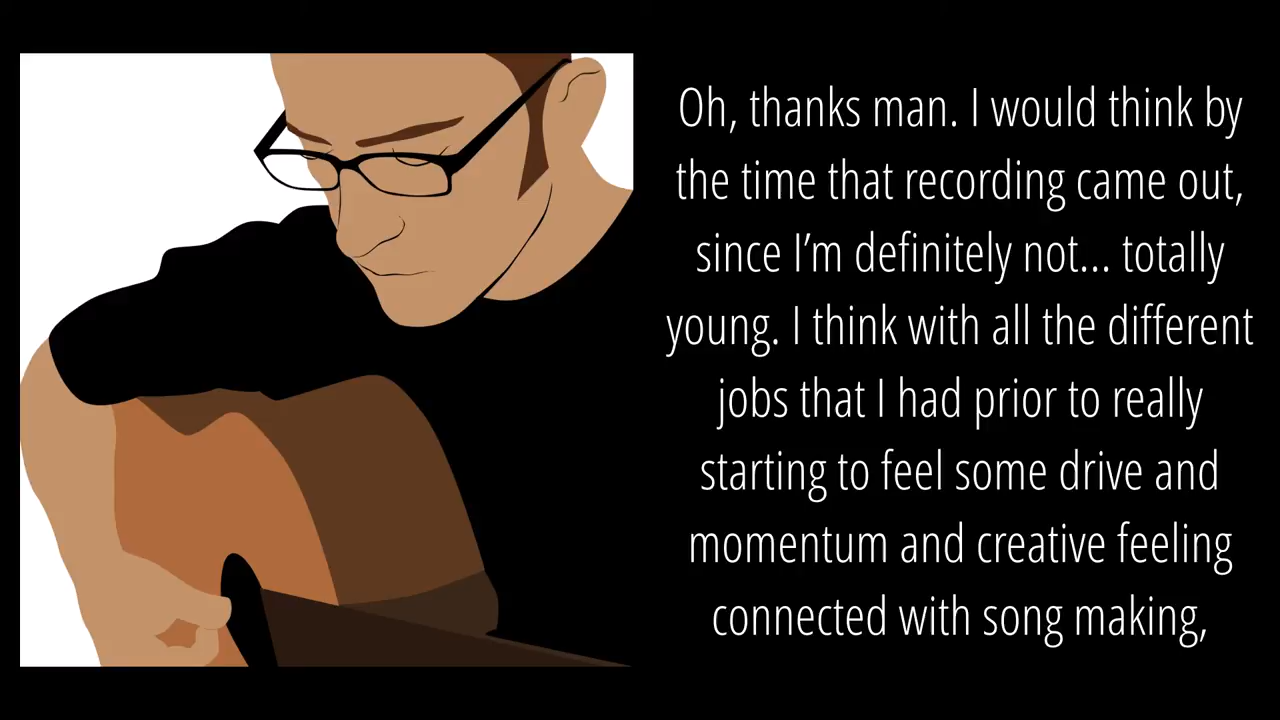 Oh, thanks man. I would think by
the time that recording came out,
since I’m definitely not... totally
young. I think with all the different
jobs that I had prior to really
starting to feel some drive and
momentum and creative feeling
connected with song making,